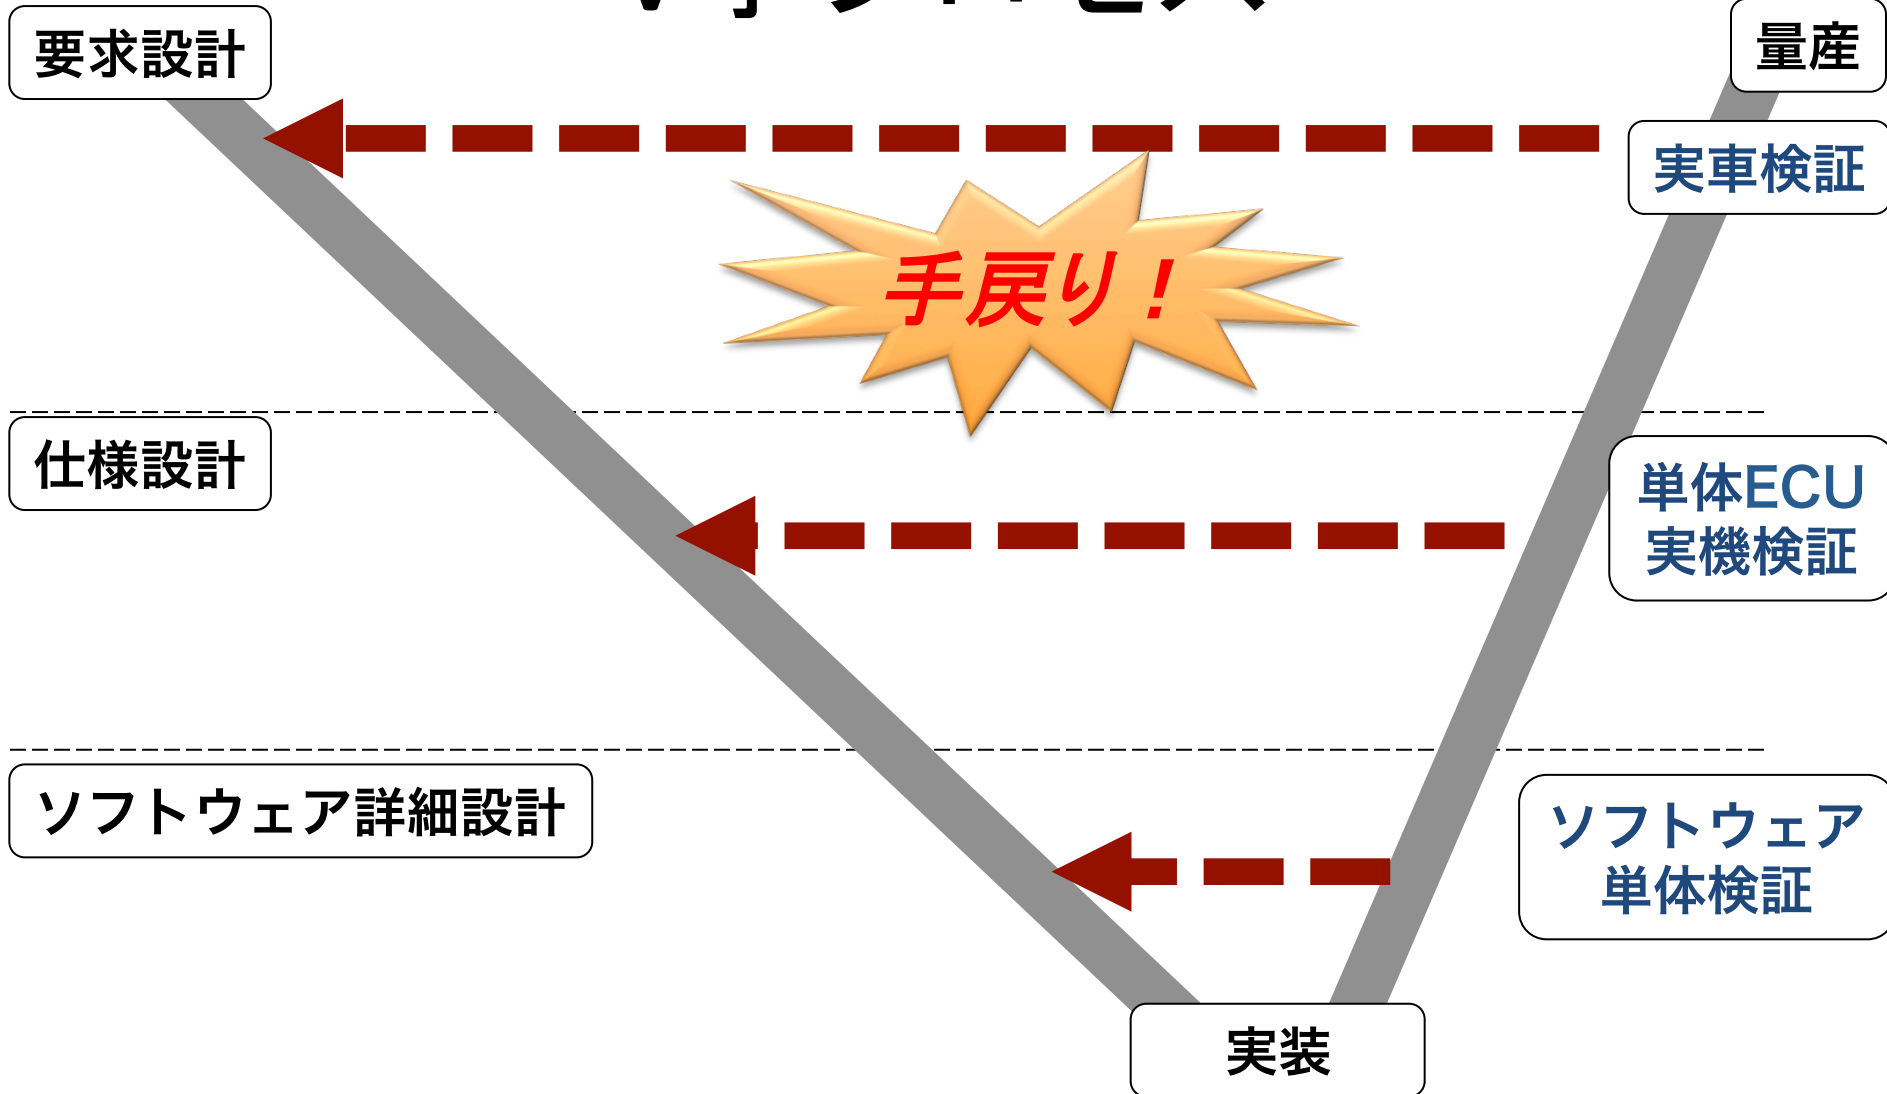 要求設計
量産
実車検証
手戻り！
仕様設計
単体ECU
実機検証
ソフトウェア詳細設計
ソフトウェア
単体検証
実装